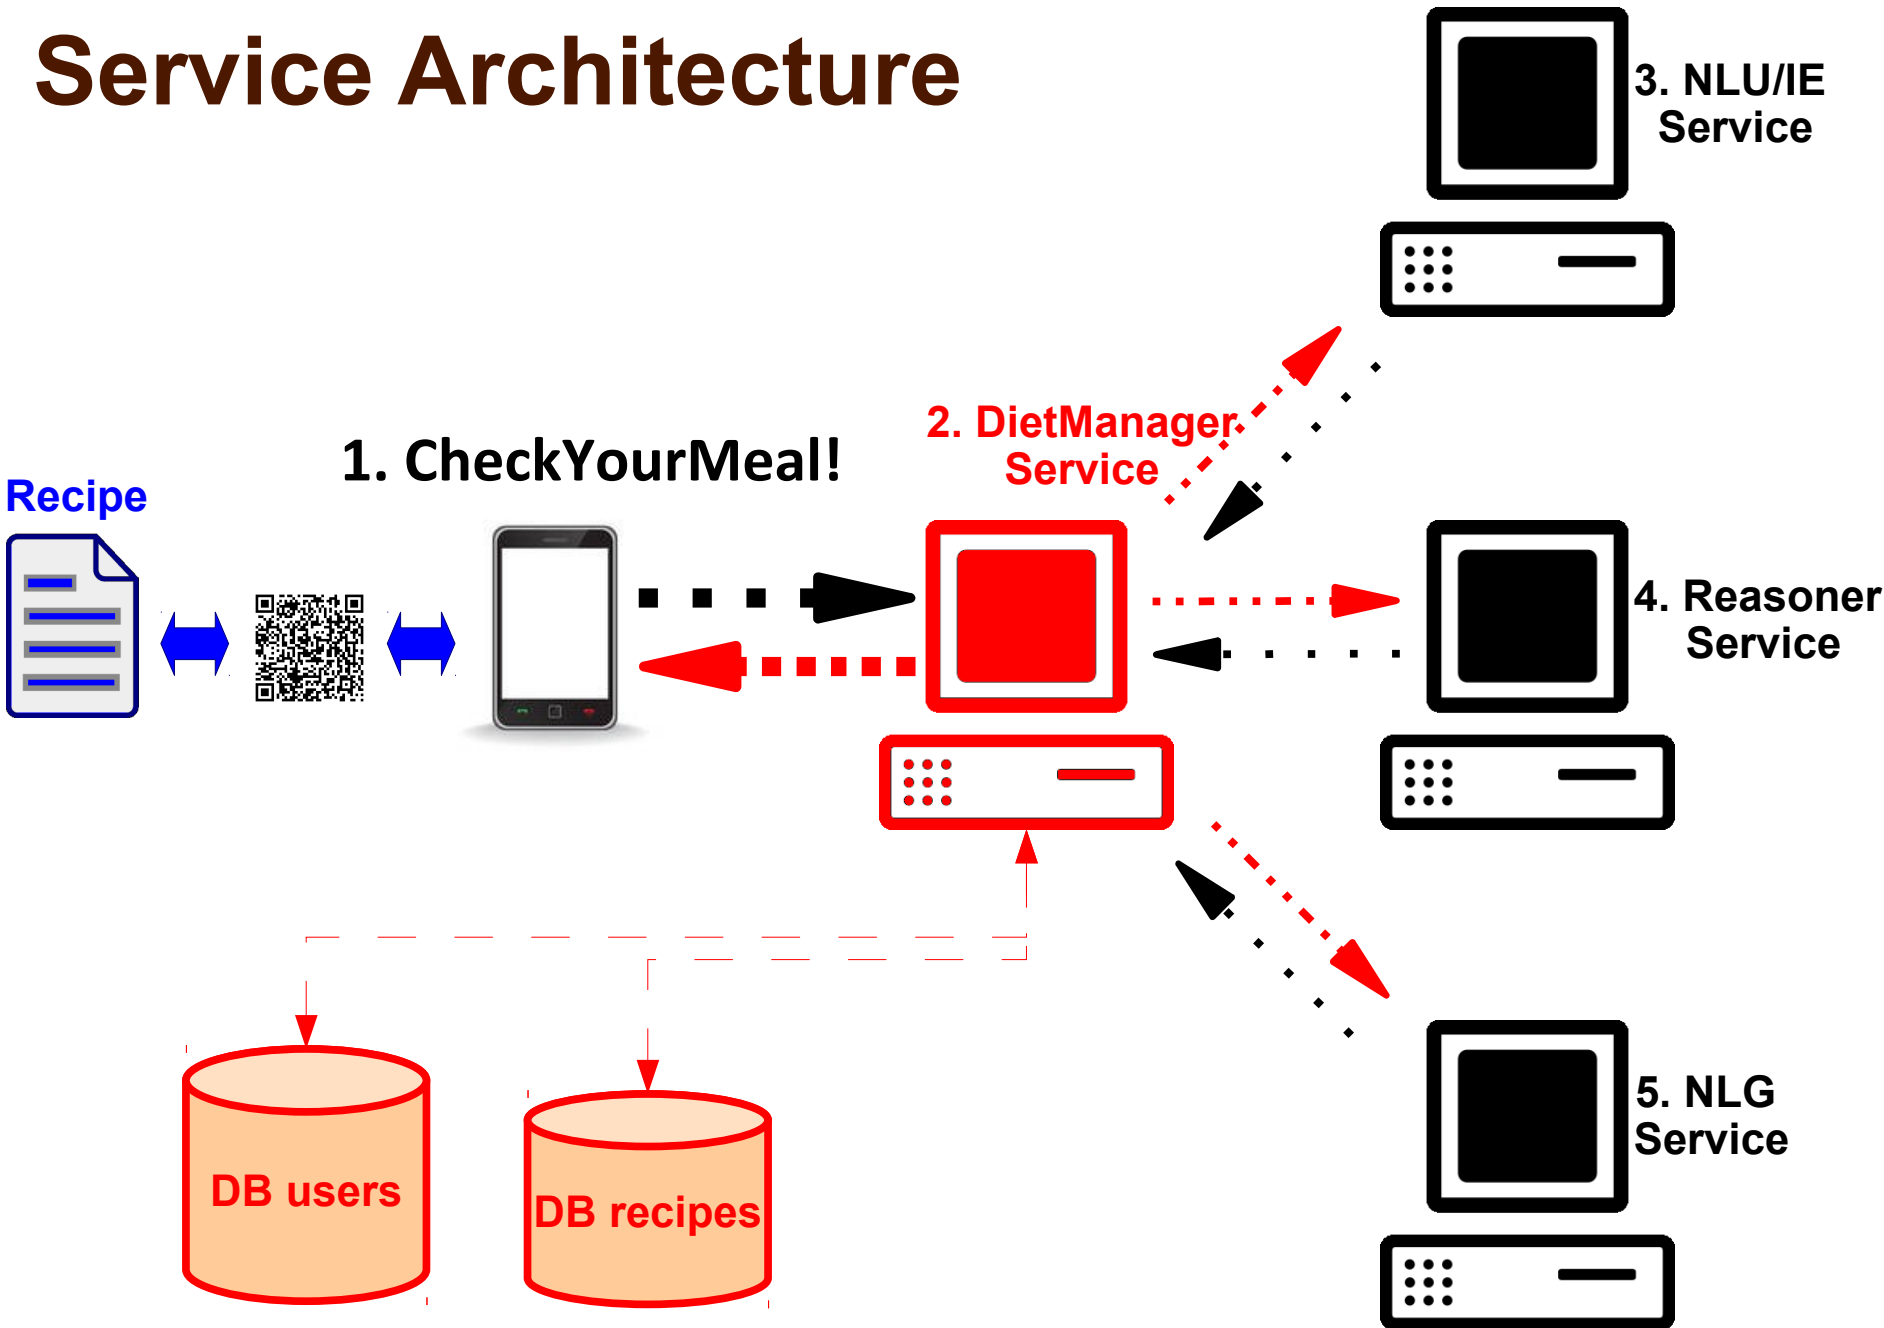 Service Architecture
3. NLU/IE
Service
2. DietManager
Service
1. CheckYourMeal!
Recipe
4. Reasoner
Service
5. NLG
Service
DB users
DB recipes